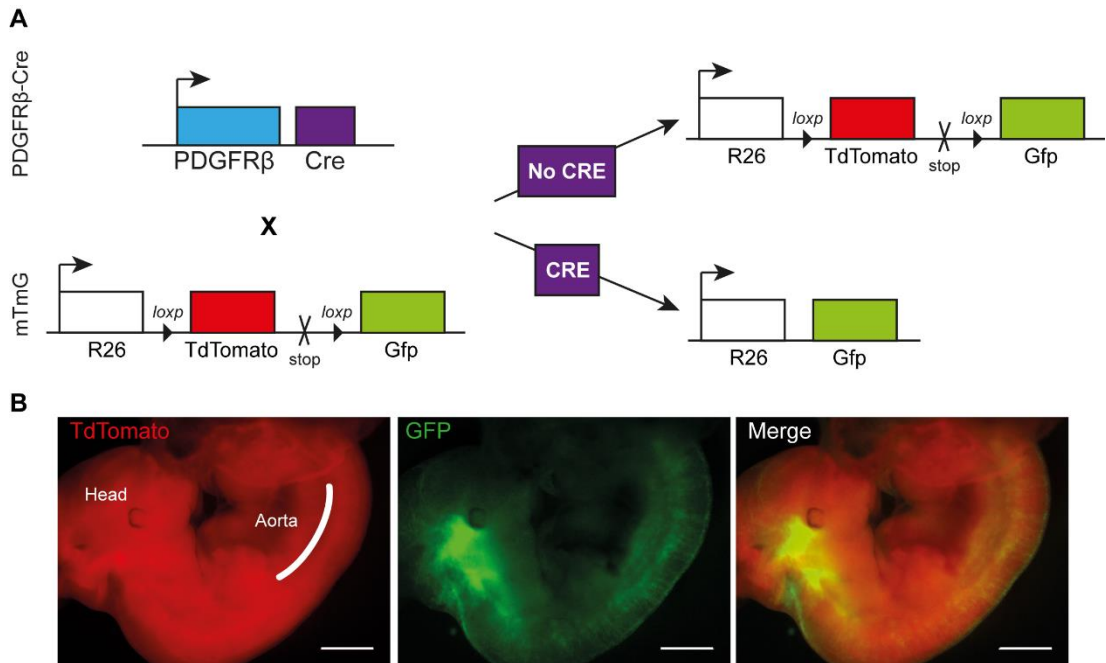 A
PDGFRβ-Cre
PDGFRβ Cre
X
mTmG
loxp loxp
R26 TdTomato stop Gfp
No CRE
CRE
loxp loxp
R26 TdTomato stop Gfp
R26 Gfp
B
TdTomato GFP Merge
Head
Aorta